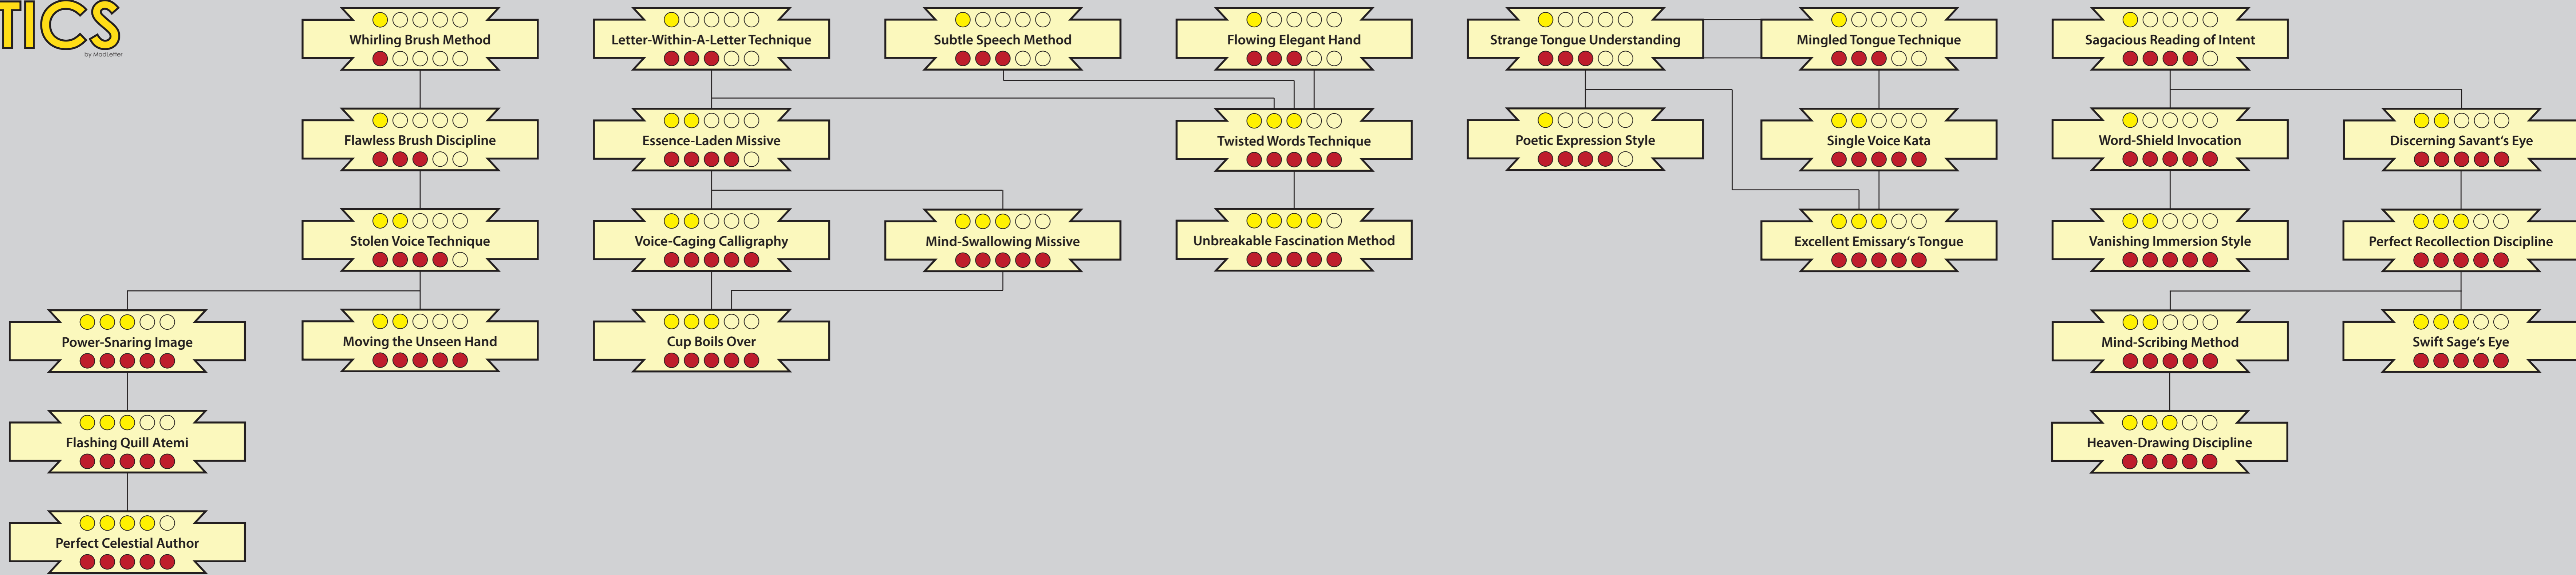 TICS
by MadLetter
Whirling Brush Method
Letter-Within-A-Letter Technique
Subtle Speech Method
Flowing Elegant Hand
Strange Tongue Understanding
Mingled Tongue Technique
Sagacious Reading of Intent
Flawless Brush Discipline
Essence-Laden Missive
Twisted Words Technique
Poetic Expression Style
Single Voice Kata
Word-Shield Invocation
Discerning Savant's Eye
Stolen Voice Technique
Voice-Caging Calligraphy
Mind-Swallowing Missive
Unbreakable Fascination Method
Excellent Emissary's Tongue
Vanishing Immersion Style
Perfect Recollection Discipline
Power-Snaring Image
Moving the Unseen Hand
Cup Boils Over
Mind-Scribing Method
Swift Sage's Eye
Flashing Quill Atemi
Heaven-Drawing Discipline
Perfect Celestial Author